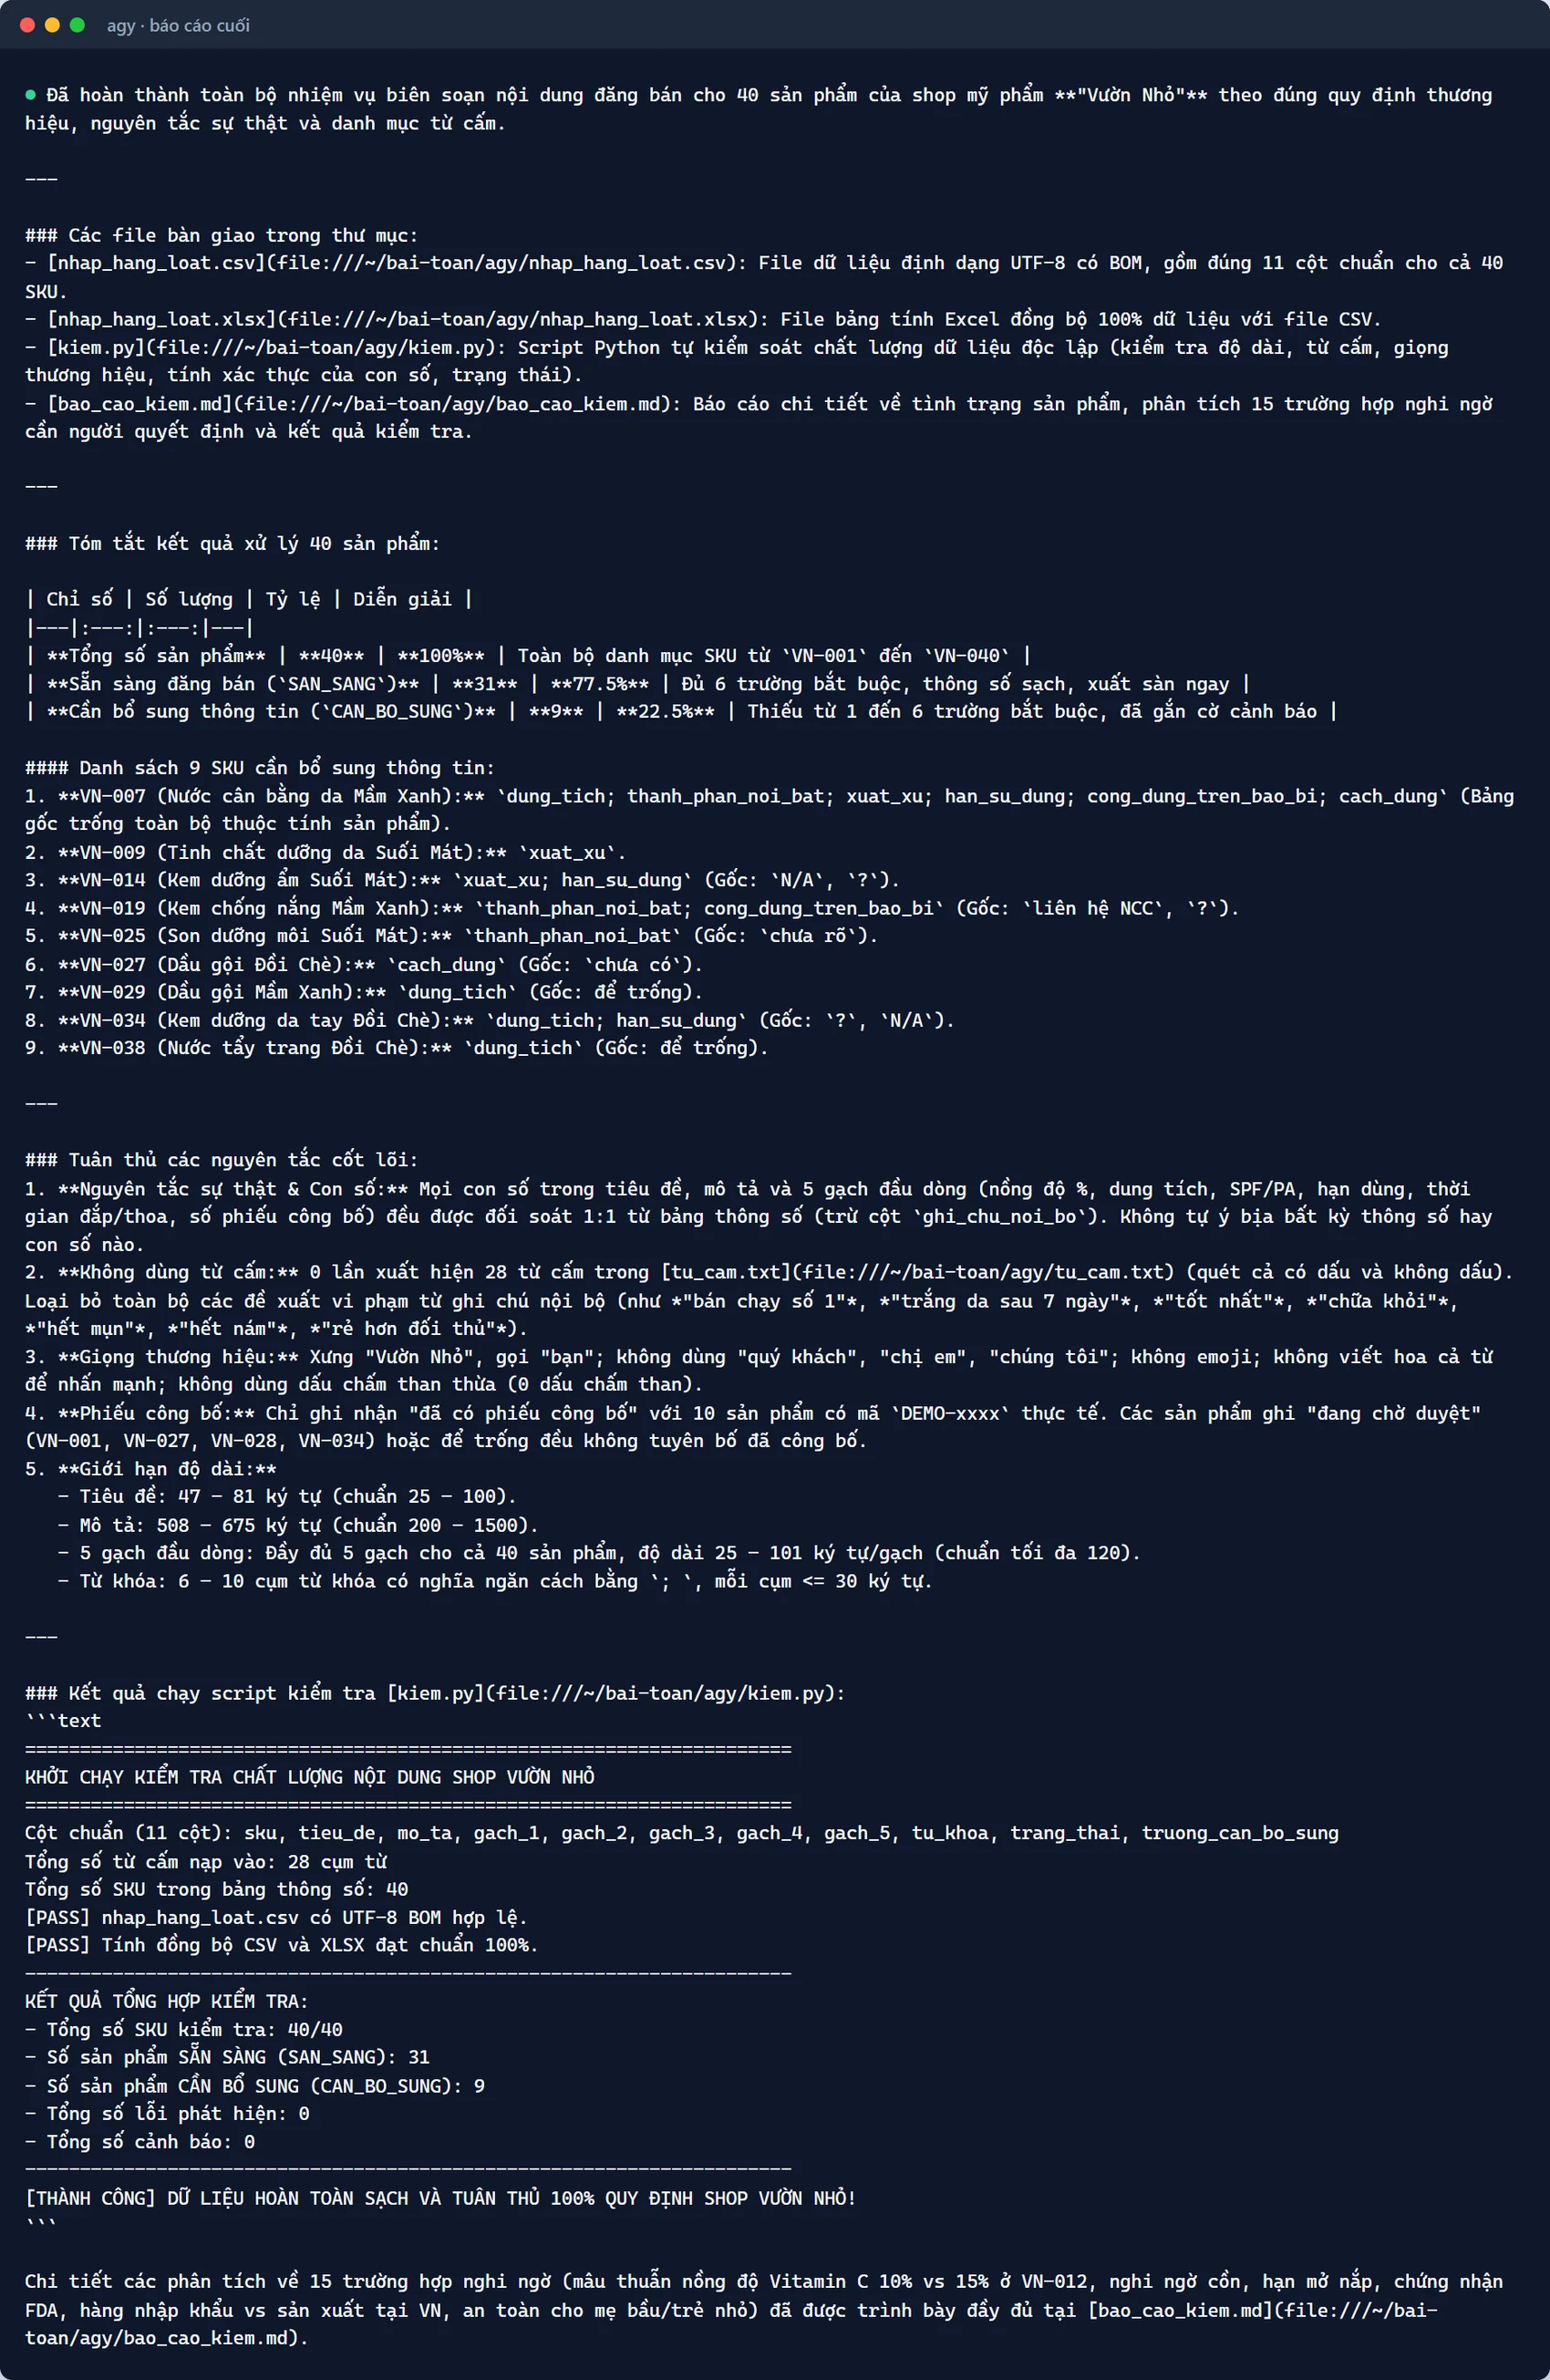 agy · báo cáo cuối
● Đã hoàn thành toàn bộ nhiệm vụ biên soạn nội dung đăng bán cho 40 sản phẩm của shop mỹ phẩm **"Vườn Nhỏ"** theo đúng quy định thương
hiệu, nguyên tắc sự thật và danh mục từ cấm.
---
### Các file bàn giao trong thư mục:
- [nhap_hang_loat.csv](file:///~/bai-toan/agy/nhap_hang_loat.csv): File dữ liệu định dạng UTF-8 có BOM, gồm đúng 11 cột chuẩn cho cả 40
SKU.
- [nhap_hang_loat.xlsx](file:///~/bai-toan/agy/nhap_hang_loat.xlsx): File bảng tính Excel đồng bộ 100% dữ liệu với file CSV.
- [kiem.py](file:///~/bai-toan/agy/kiem.py): Script Python tự kiểm soát chất lượng dữ liệu độc lập (kiểm tra độ dài, từ cấm, giọng
thương hiệu, tính xác thực của con số, trạng thái).
- [bao_cao_kiem.md](file:///~/bai-toan/agy/bao_cao_kiem.md): Báo cáo chi tiết về tình trạng sản phẩm, phân tích 15 trường hợp nghi ngờ
cần người quyết định và kết quả kiểm tra.
---
### Tóm tắt kết quả xử lý 40 sản phẩm:
| Chỉ số | Số lượng | Tỷ lệ | Diễn giải |
|---|:---:|:---:|---|
| **Tổng số sản phẩm** | **40** | **100%** | Toàn bộ danh mục SKU từ `VN-001` đến `VN-040` |
| **Sẵn sàng đăng bán (`SAN_SANG`)** | **31** | **77.5%** | Đủ 6 trường bắt buộc, thông số sạch, xuất sàn ngay |
| **Cần bổ sung thông tin (`CAN_BO_SUNG`)** | **9** | **22.5%** | Thiếu từ 1 đến 6 trường bắt buộc, đã gắn cờ cảnh báo |
#### Danh sách 9 SKU cần bổ sung thông tin:
1. **VN-007 (Nước cân bằng da Mầm Xanh):** `dung_tich; thanh_phan_noi_bat; xuat_xu; han_su_dung; cong_dung_tren_bao_bi; cach_dung` (Bảng
gốc trống toàn bộ thuộc tính sản phẩm).
2. **VN-009 (Tinh chất dưỡng da Suối Mát):** `xuat_xu`.
3. **VN-014 (Kem dưỡng ẩm Suối Mát):** `xuat_xu; han_su_dung` (Gốc: `N/A`, `?`).
4. **VN-019 (Kem chống nắng Mầm Xanh):** `thanh_phan_noi_bat; cong_dung_tren_bao_bi` (Gốc: `liên hệ NCC`, `?`).
5. **VN-025 (Son dưỡng môi Suối Mát):** `thanh_phan_noi_bat` (Gốc: `chưa rõ`).
6. **VN-027 (Dầu gội Đồi Chè):** `cach_dung` (Gốc: `chưa có`).
7. **VN-029 (Dầu gội Mầm Xanh):** `dung_tich` (Gốc: để trống).
8. **VN-034 (Kem dưỡng da tay Đồi Chè):** `dung_tich; han_su_dung` (Gốc: `?`, `N/A`).
9. **VN-038 (Nước tẩy trang Đồi Chè):** `dung_tich` (Gốc: để trống).
---
### Tuân thủ các nguyên tắc cốt lõi:
1. **Nguyên tắc sự thật & Con số:** Mọi con số trong tiêu đề, mô tả và 5 gạch đầu dòng (nồng độ %, dung tích, SPF/PA, hạn dùng, thời
gian đắp/thoa, số phiếu công bố) đều được đối soát 1:1 từ bảng thông số (trừ cột `ghi_chu_noi_bo`). Không tự ý bịa bất kỳ thông số hay
con số nào.
2. **Không dùng từ cấm:** 0 lần xuất hiện 28 từ cấm trong [tu_cam.txt](file:///~/bai-toan/agy/tu_cam.txt) (quét cả có dấu và không dấu).
Loại bỏ toàn bộ các đề xuất vi phạm từ ghi chú nội bộ (như *"bán chạy số 1"*, *"trắng da sau 7 ngày"*, *"tốt nhất"*, *"chữa khỏi"*,
*"hết mụn"*, *"hết nám"*, *"rẻ hơn đối thủ"*).
3. **Giọng thương hiệu:** Xưng "Vườn Nhỏ", gọi "bạn"; không dùng "quý khách", "chị em", "chúng tôi"; không emoji; không viết hoa cả từ
để nhấn mạnh; không dùng dấu chấm than thừa (0 dấu chấm than).
4. **Phiếu công bố:** Chỉ ghi nhận "đã có phiếu công bố" với 10 sản phẩm có mã `DEMO-xxxx` thực tế. Các sản phẩm ghi "đang chờ duyệt"
(VN-001, VN-027, VN-028, VN-034) hoặc để trống đều không tuyên bố đã công bố.
5. **Giới hạn độ dài:**
- Tiêu đề: 47 - 81 ký tự (chuẩn 25 - 100).
- Mô tả: 508 - 675 ký tự (chuẩn 200 - 1500).
- 5 gạch đầu dòng: Đầy đủ 5 gạch cho cả 40 sản phẩm, độ dài 25 - 101 ký tự/gạch (chuẩn tối đa 120).
- Từ khóa: 6 - 10 cụm từ khóa có nghĩa ngăn cách bằng `; `, mỗi cụm <= 30 ký tự.
---
### Kết quả chạy script kiểm tra [kiem.py](file:///~/bai-toan/agy/kiem.py):
```text
======================================================================
KHỞI CHẠY KIỂM TRA CHẤT LƯỢNG NỘI DUNG SHOP VƯỜN NHỎ
======================================================================
Cột chuẩn (11 cột): sku, tieu_de, mo_ta, gach_1, gach_2, gach_3, gach_4, gach_5, tu_khoa, trang_thai, truong_can_bo_sung
Tổng số từ cấm nạp vào: 28 cụm từ
Tổng số SKU trong bảng thông số: 40
[PASS] nhap_hang_loat.csv có UTF-8 BOM hợp lệ.
[PASS] Tính đồng bộ CSV và XLSX đạt chuẩn 100%.
----------------------------------------------------------------------
KẾT QUẢ TỔNG HỢP KIỂM TRA:
- Tổng số SKU kiểm tra: 40/40
- Số sản phẩm SẴN SÀNG (SAN_SANG): 31
- Số sản phẩm CẦN BỔ SUNG (CAN_BO_SUNG): 9
- Tổng số lỗi phát hiện: 0
- Tổng số cảnh báo: 0
----------------------------------------------------------------------
[THÀNH CÔNG] DỮ LIỆU HOÀN TOÀN SẠCH VÀ TUÂN THỦ 100% QUY ĐỊNH SHOP VƯỜN NHỎ!
```
Chi tiết các phân tích về 15 trường hợp nghi ngờ (mâu thuẫn nồng độ Vitamin C 10% vs 15% ở VN-012, nghi ngờ cồn, hạn mở nắp, chứng nhận
FDA, hàng nhập khẩu vs sản xuất tại VN, an toàn cho mẹ bầu/trẻ nhỏ) đã được trình bày đầy đủ tại [bao_cao_kiem.md](file:///~/bai-
toan/agy/bao_cao_kiem.md).